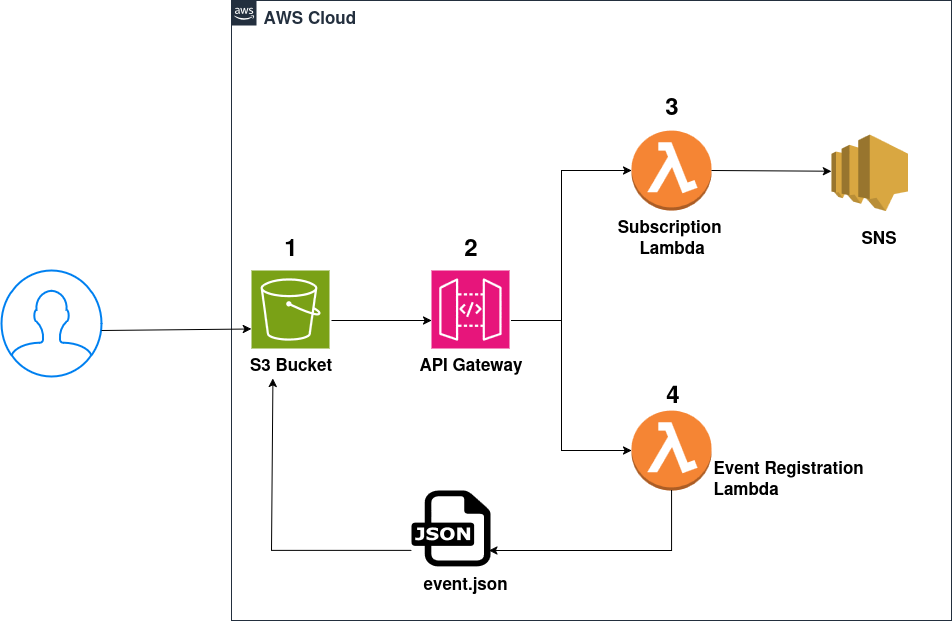 aws
AWS Cloud
3
Subscription
Lambda
SNS
1
2
</>
S3 Bucket
API Gateway
4
Event Registration
Lambda
JSON
event.json